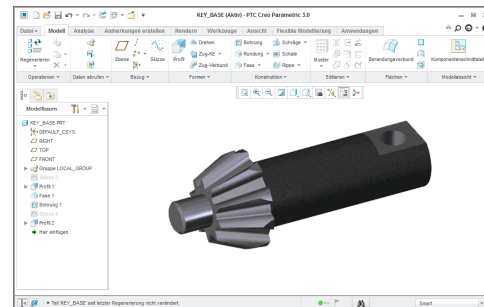 KEY_BASE (Aktiv) - PTC Creo Parametric 3.0
Datei Modell Analyse Anmerkungen erstellen Rendern Werkzeuge Ansicht Flexible Modellierung Anwendungen
Regenerieren
Ebene
Skizze
Profil
Drehen
Zug-KE
Zug-Verbund
Bohrung
Rundung
Fase
Schräge
Schale
Rippe
Muster
Berandungsverbund
Komponentenschnittstelle
Operationen Daten abrufen Bezug Formen Konstruktion Editieren Flächen Modellabsicht
Modellbaum
KEY_BASE.PRT
DEFAULT_CSYS
RIGHT
TOP
FRONT
Gruppe LOCAL_GROUP
Skizze 3
Profil 1
Fase 1
Bohrung 1
Skizze 4
Profil 2
Hier einfügen
Teil 'KEY_BASE' seit letzter Regenerierung nicht verändert.
Smart